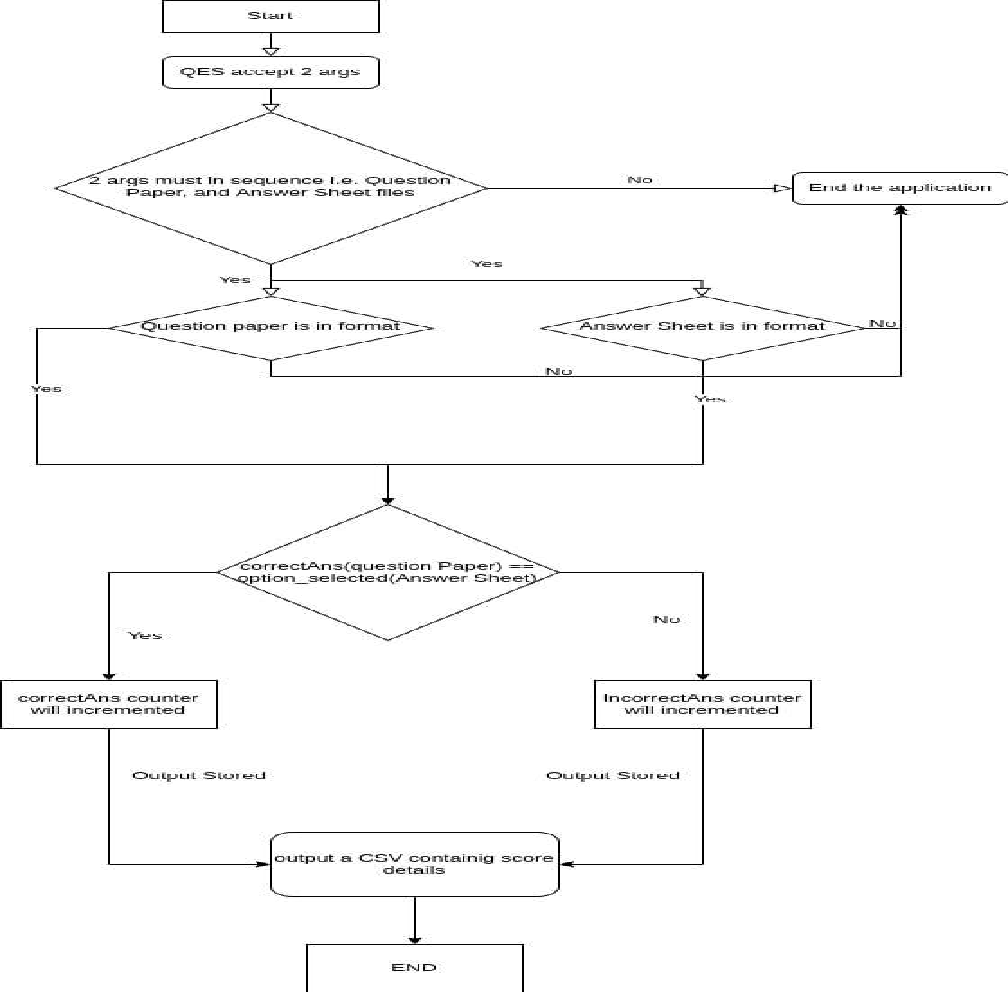 Start
QES accept 2 args
2 args must in sequence i.e. Question
Paper, and Answer Sheet files
No
End the application
Yes
Yes
Question paper is in format
Answer Sheet is in format
No
No
Yes
Yes
correctAns(question Paper) ==
option_selected(Answer Sheet)
Yes
No
correctAns counter
will incremented
IncorrectAns counter
will incremented
Output Stored
Output Stored
output a CSV containig score
details
END